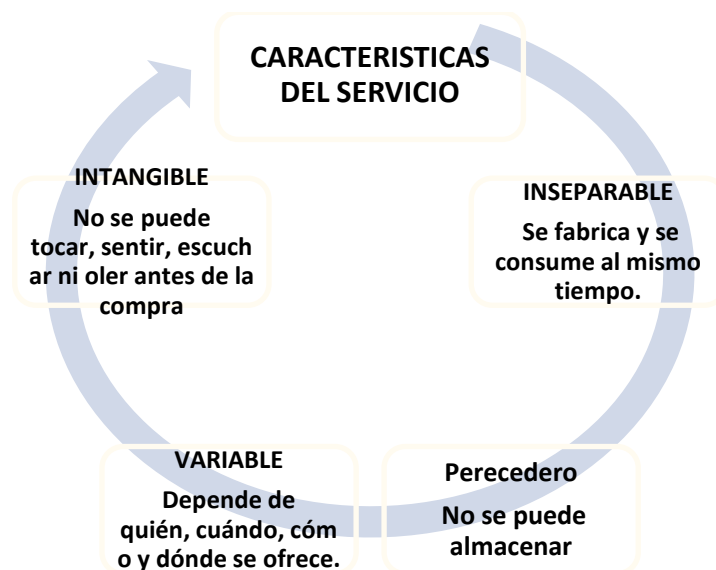 CARACTERISTICAS
DEL SERVICIO
INSEPARABLE
Se fabrica y se
consume al mismo
tiempo.
Perecedero
No se puede
almacenar
VARIABLE
Depende de
quién, cuándo, cóm
o y dónde se ofrece.
INTANGIBLE
No se puede
tocar, sentir, escuch
ar ni oler antes de la
compra